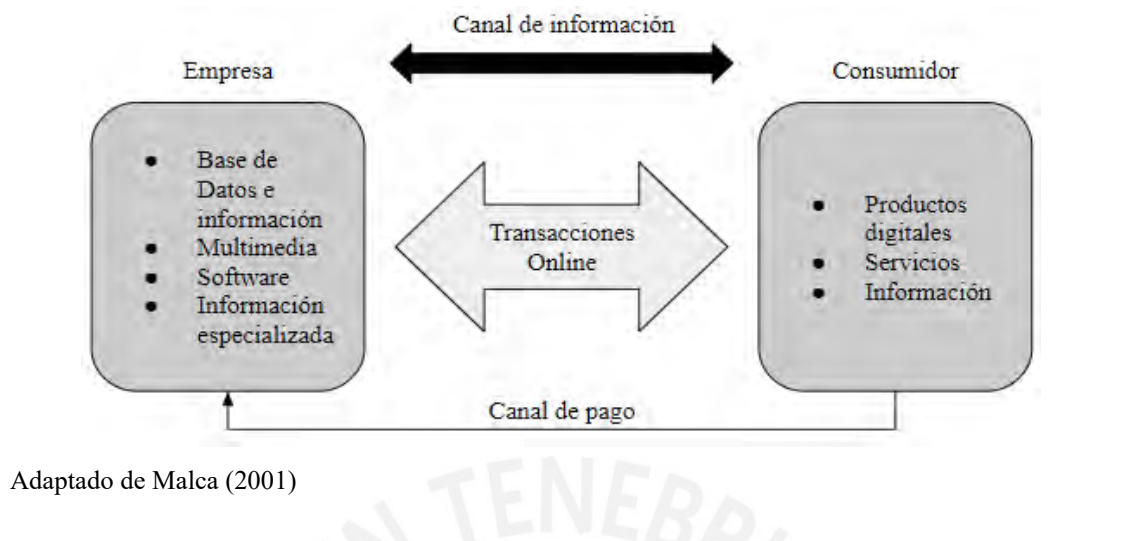 Canal de información
Empresa
Consumidor
● Base de
Datos e
información
● Multimedia
● Software
● Información
especializada
Transacciones
Online
● Productos
digitales
● Servicios
● Información
Canal de pago
Adaptado de Malca (2001)
TENEBR